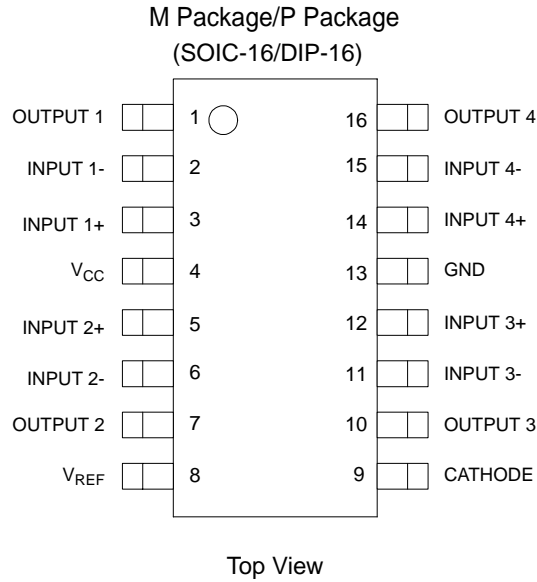 M Package/P Package
(SOIC-16/DIP-16)
OUTPUT 1 1 16 OUTPUT 4
INPUT 1- 2 15 INPUT 4-
INPUT 1+ 3 14 INPUT 4+
VCC 4 13 GND
INPUT 2+ 5 12 INPUT 3+
INPUT 2- 6 11 INPUT 3-
OUTPUT 2 7 10 OUTPUT 3
VREF 8 9 CATHODE
Top View